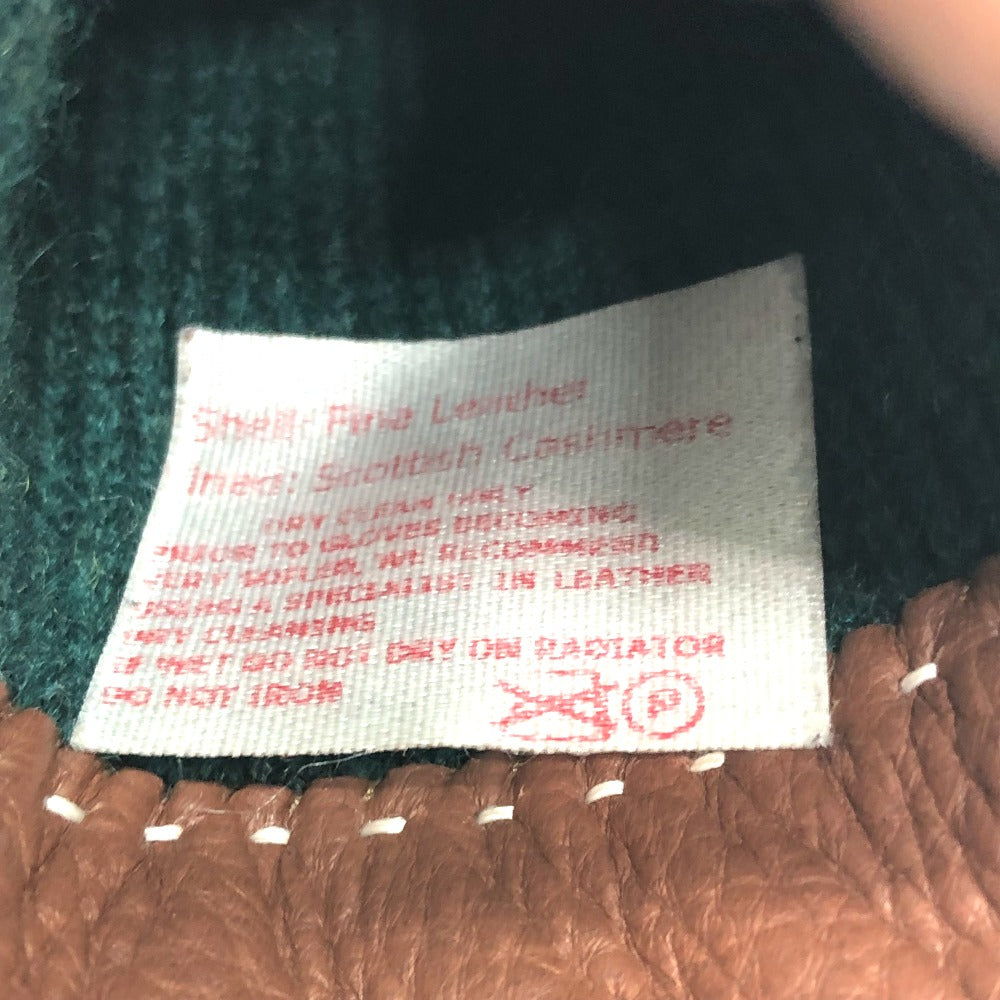 Shell: Fine Leather
ined: Scottish Cashmere
DRY CLEAN ONLY
PRIOR TO GLOVES BECOMING
VERY SOILED, WE RECOMMEND
USING A SPECIALIST IN LEATHER
DRY CLEANING
IF WET DO NOT DRY ON RADIATOR
DO NOT IRON